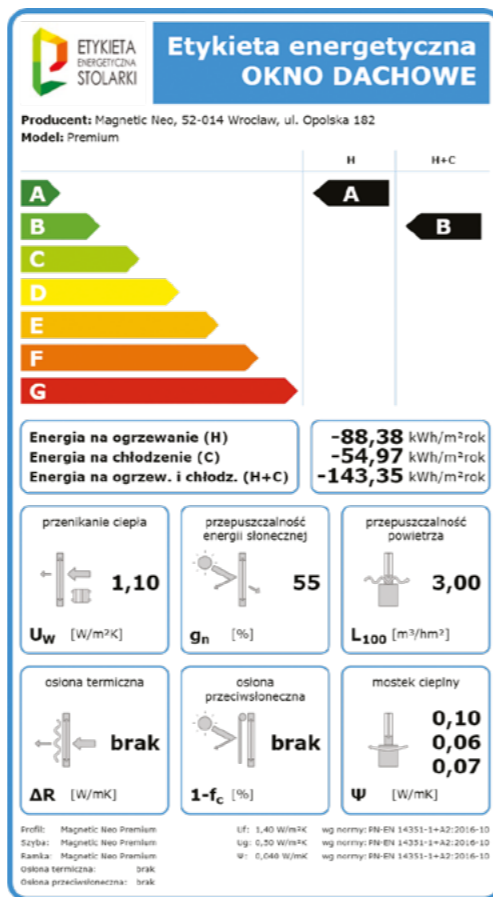 ETYKIETA
ENERGETYCZNA
STOLARKI
Etykieta energetyczna
OKNO DACHOWE
Producent: Magnetic Neo, 52-014 Wrocław, ul. Opolska 182
Model: Premium
H H+C
A A
B B
C
D
E
F
G
Energia na ogrzewanie (H) -88,38 kWh/m²rok
Energia na chłodzenie (C) -54,97 kWh/m²rok
Energia na ogrzew. i chłodz. (H+C) -143,35 kWh/m²rok
przenikanie ciepła
1,10
Uw [W/m²K]
przepuszczalność
energii słonecznej
55
gn [%]
przepuszczalność
powietrza
3,00
L100 [m³/hm²]
osłona termiczna
brak
ΔR [W/mK]
osłona
przeciwsłoneczna
brak
1-fc [%]
mostek cieplny
0,10
0,06
0,07
Ψ [W/mK]
Profil: Magnetic Neo Premium Uf: 1,40 W/m²K wg normy: PN-EN 14351-1+A2:2016-10
Szyba: Magnetic Neo Premium Ug: 0,50 W/m²K wg normy: PN-EN 14351-1+A2:2016-10
Ramka: Magnetic Neo Premium Ψ: 0,040 W/mK wg normy: PN-EN 14351-1+A2:2016-10
Osłona termiczna: brak
Osłona przeciwsłoneczna: brak